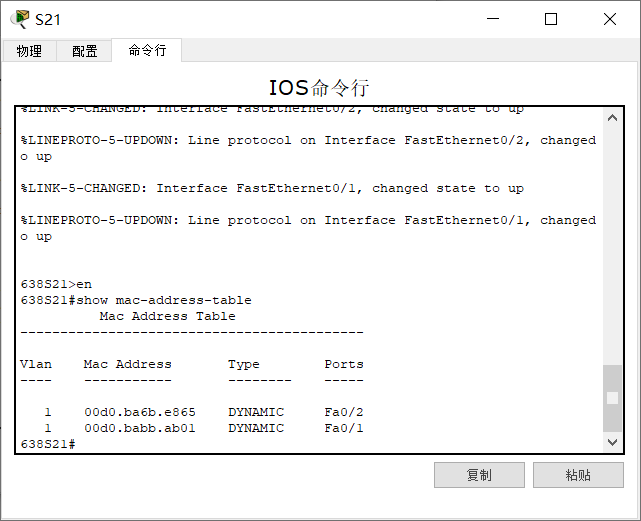 S21
物理 配置 命令行
IOS命令行
%LINK-5-CHANGED: Interface FastEthernet0/2, changed state to up
%LINEPROTO-5-UPDOWN: Line protocol on Interface FastEthernet0/2, changed
o up
%LINK-5-CHANGED: Interface FastEthernet0/1, changed state to up
%LINEPROTO-5-UPDOWN: Line protocol on Interface FastEthernet0/1, changed
o up
638S21>en
638S21#show mac-address-table
Mac Address Table
-------------------------------------------
Vlan Mac Address Type Ports
---- ----------- -------- -----
1 00d0.ba6b.e865 DYNAMIC Fa0/2
1 00d0.babb.ab01 DYNAMIC Fa0/1
638S21#
复制 粘贴